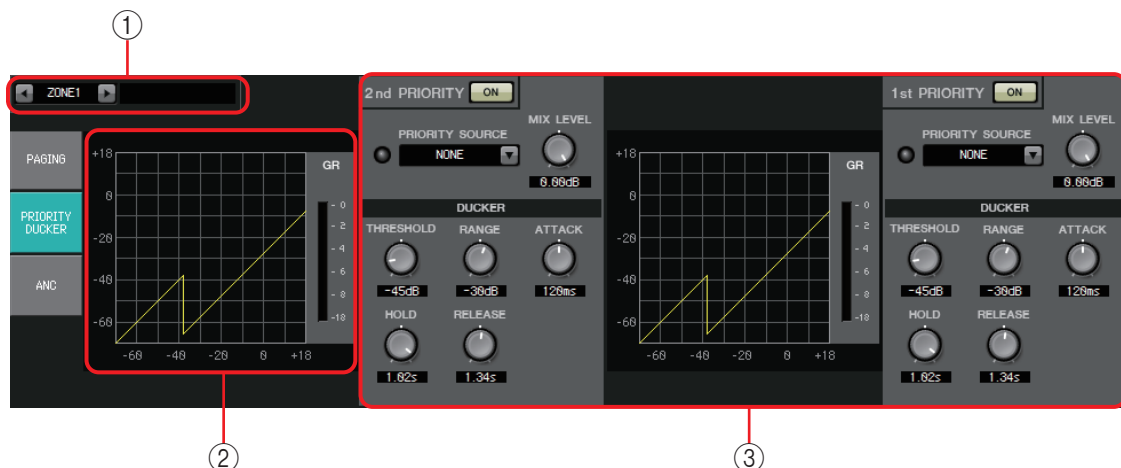 ①
ZONE1
PAGING
PRIORITY
DUCKER
ANC
+18
0
-20
-40
-60
-60 -40 -20 0 +18
GR
- 0
- 2
- 4
- 6
- 8
-18
2nd PRIORITY ON
MIX LEVEL
PRIORITY SOURCE
NONE
0.00dB
DUCKER
THRESHOLD RANGE ATTACK
-45dB -30dB 120ms
HOLD RELEASE
1.02s 1.34s
+18
0
-20
-40
-60
-60 -40 -20 0 +18
GR
- 0
- 2
- 4
- 6
- 8
-18
1st PRIORITY ON
MIX LEVEL
PRIORITY SOURCE
NONE
0.00dB
DUCKER
THRESHOLD RANGE ATTACK
-45dB -30dB 120ms
HOLD RELEASE
1.02s 1.34s
② ③